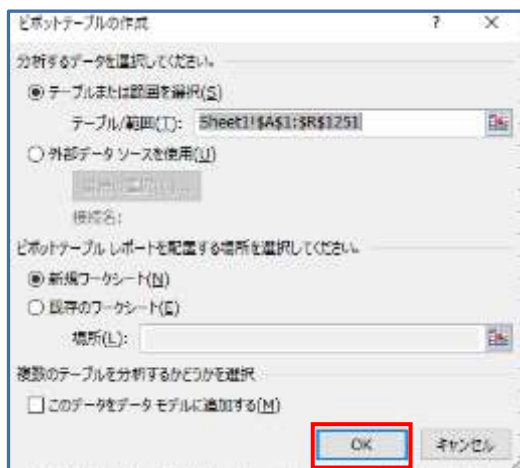 ピボットテーブルの作成 ? ×
分析するデータを選択してください。
テーブルまたは範囲を選択(S)
テーブル/範囲(T): Sheet1!$A$1:$R$1251
外部データ ソースを使用(U)
接続の選択(C)...
接続名:
ピボットテーブル レポートを配置する場所を選択してください。
新規ワークシート(N)
既存のワークシート(E)
場所(L):
複数のテーブルを分析するかどうかを選択
このデータをデータ モデルに追加する(M)
OK キャンセル